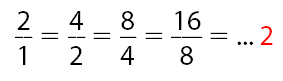 2/1 = 4/2 = 8/4 = 16/8 = ... 2